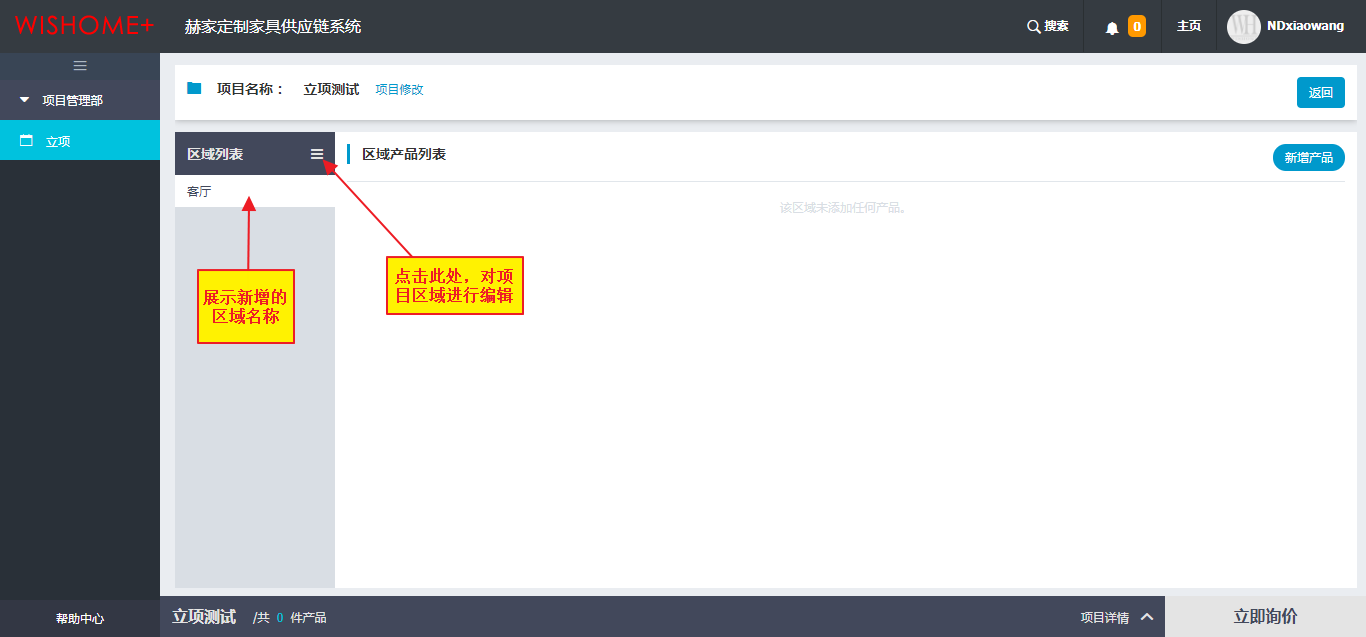 WISHOME+
赫家定制家具供应链系统
搜索
0
主页
NDxiaowang
项目管理部
立项
项目名称：
立项测试
项目修改
返回
区域列表
区域产品列表
新增产品
客厅
该区域未添加任何产品。
点击此处，对项
目区域进行编辑
展示新增的
区域名称
帮助中心
立项测试 /共 0 件产品
项目详情
立即询价